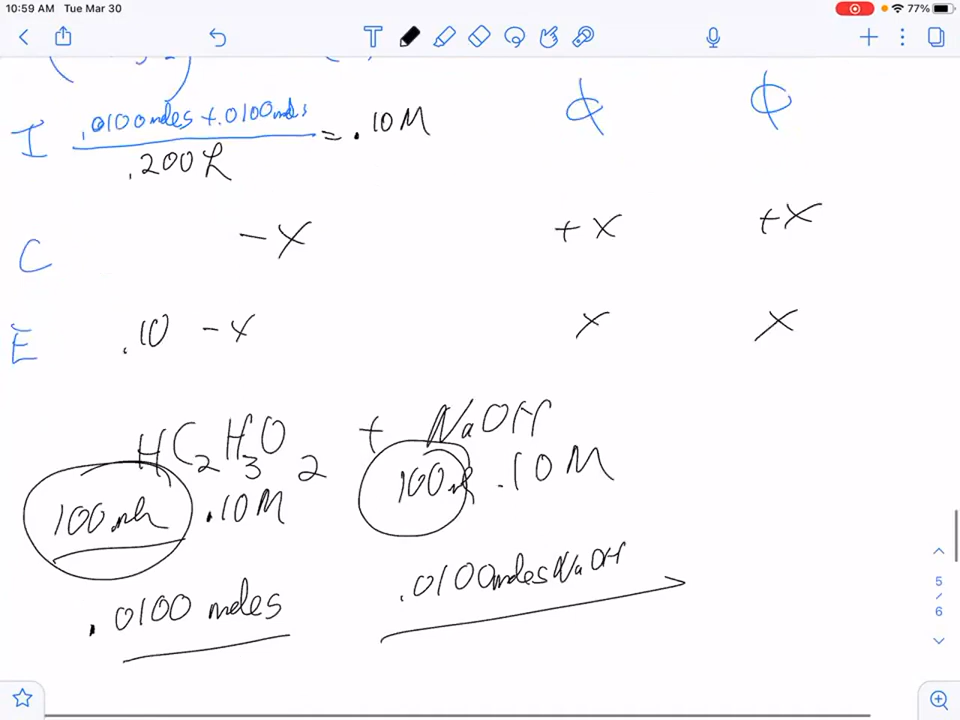 10:59 AM Tue Mar 30
77%
I .0100 moles + .0100 moles = .10 M φ φ
.200 L
C - x + x + x
E .10 - x x x
HC2H3O2 + NaOH
100 mL .10 M 100 mL .10 M
.0100 moles .0100 moles NaOH
5
/
6